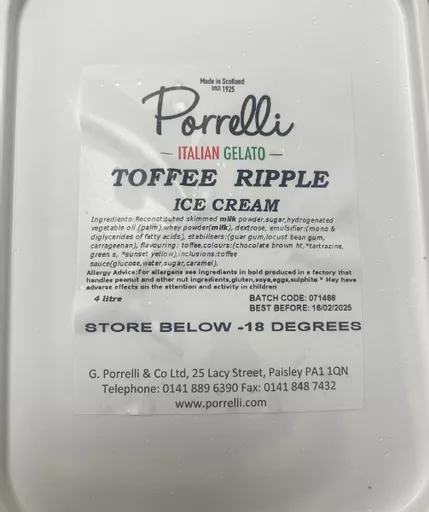 Made in Scotland
SINCE 1925
Porrelli
— ITALIAN GELATO —
TOFFEE RIPPLE
ICE CREAM
Ingredients:Reconstituted skimmed milk powder,sugar,hydrogenated
vegetable oil (palm),whey powder(milk), dextrose, emulsifier:(mono &
diglycerides of fatty acids), stabilisers:(guar gum,locust bean gum,
carrageenan), flavouring: toffee,colours:(chocolate brown ht,*tartrazine,
green s, *sunset yellow),inclusions:toffee
sauce(glucose,water,sugar,caramel).
Allergy Advice:For allergens see ingredients in bold produced in a factory that
handles peanut and other nut ingredients,gluten,soya,eggs,sulphite * May have
adverse effects on the attention and activity in children
4 litre
BATCH CODE: 071466
BEST BEFORE: 16/02/2025
STORE BELOW -18 DEGREES
G. Porrelli & Co Ltd, 25 Lacy Street, Paisley PA1 1QN
Telephone: 0141 889 6390 Fax: 0141 848 7432
www.porrelli.com